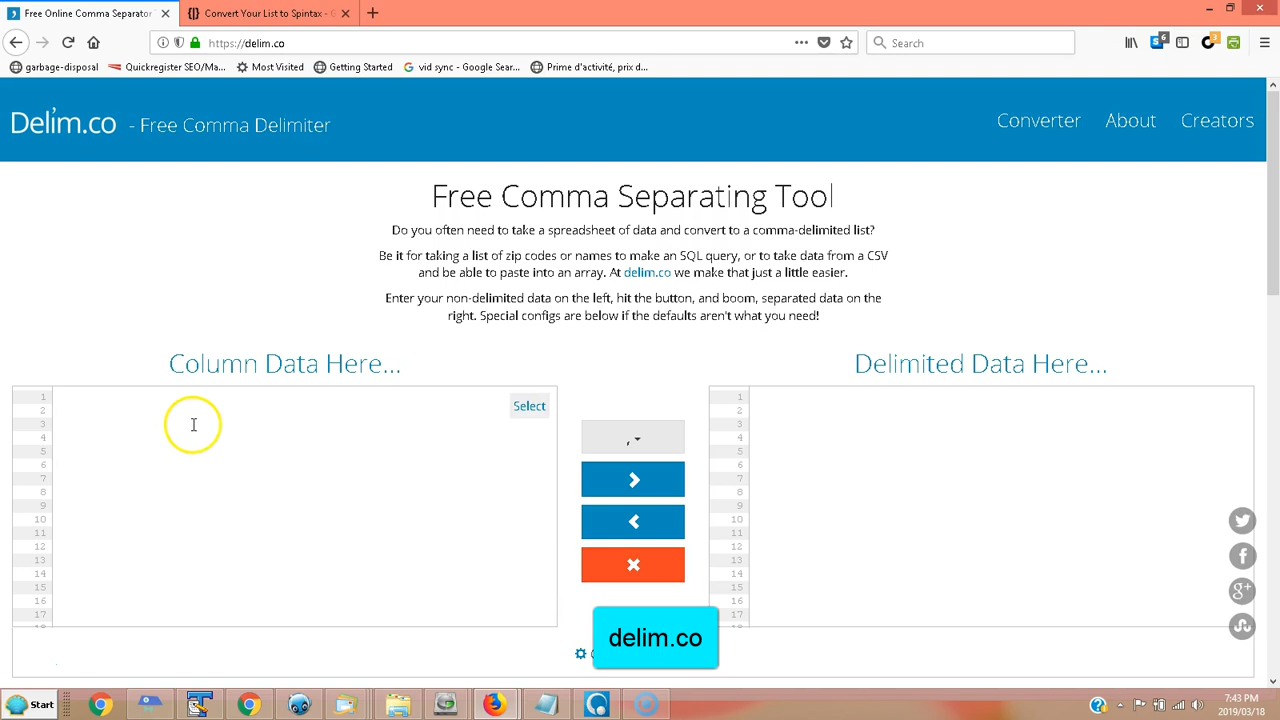 Free Online Comma Separator
Convert Your List to Spintax -
https://delim.co
Search
6
3
garbage-disposal
Quickregister SEO/Ma...
Most Visited
Getting Started
vid sync - Google Sear...
Prime d'activité, prix d...
Delim.co - Free Comma Delimiter
Converter
About
Creators
Free Comma Separating Tool
Do you often need to take a spreadsheet of data and convert to a comma-delimited list?
Be it for taking a list of zip codes or names to make an SQL query, or to take data from a CSV
and be able to paste into an array. At delim.co we make that just a little easier.
Enter your non-delimited data on the left, hit the button, and boom, separated data on the
right. Special configs are below if the defaults aren't what you need!
Column Data Here...
Delimited Data Here...
1
2
3
4
5
6
7
8
9
10
11
12
13
14
15
16
17
Select
,
1
2
3
4
5
6
7
8
9
10
11
12
13
14
15
16
17
delim.co
Start
7:43 PM
2019/03/18